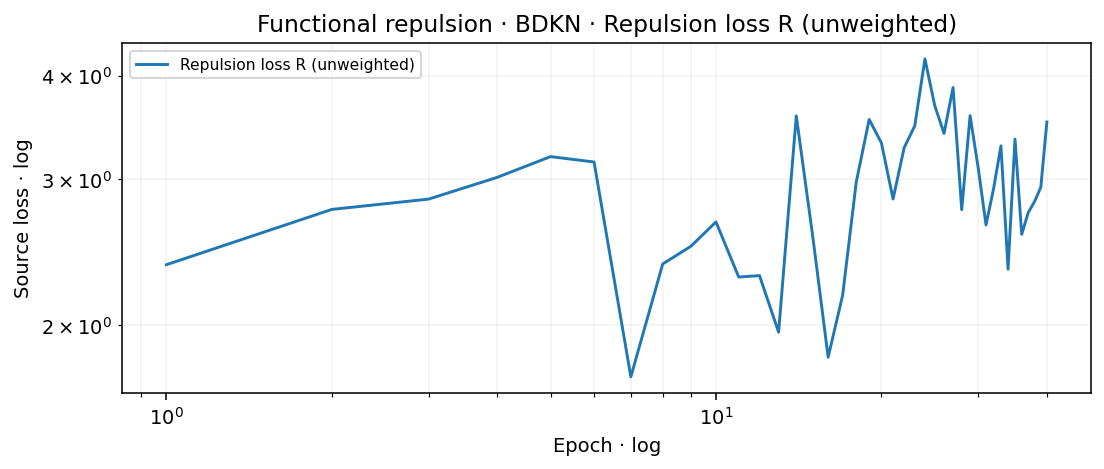 Functional repulsion · BDKN · Repulsion loss R (unweighted)
Repulsion loss R (unweighted)
4 × 10⁰
3 × 10⁰
2 × 10⁰
Source loss · log
10⁰
10¹
Epoch · log